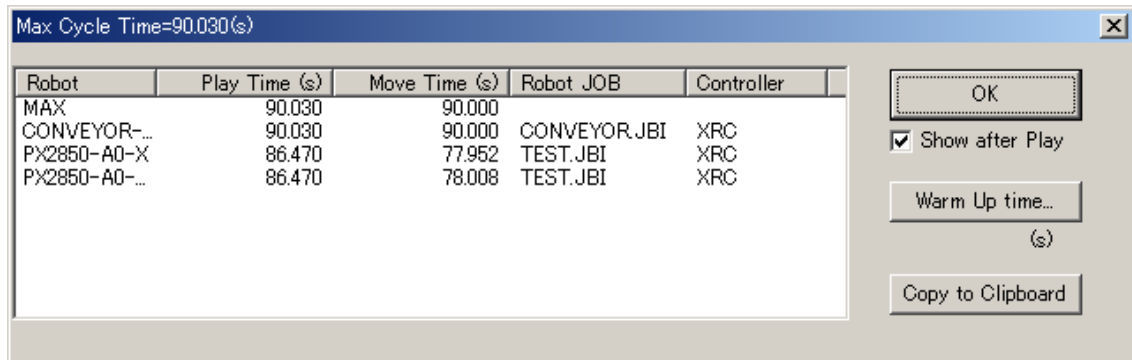 Max Cycle Time=90.030(s)
Robot Play Time (s) Move Time (s) Robot JOB Controller
MAX 90.030 90.000
CONVEYOR-... 90.030 90.000 CONVEYOR.JBI XRC
PX2850-A0-X 86.470 77.952 TEST.JBI XRC
PX2850-A0-... 86.470 78.008 TEST.JBI XRC
OK
Show after Play
Warm Up time...
(s)
Copy to Clipboard